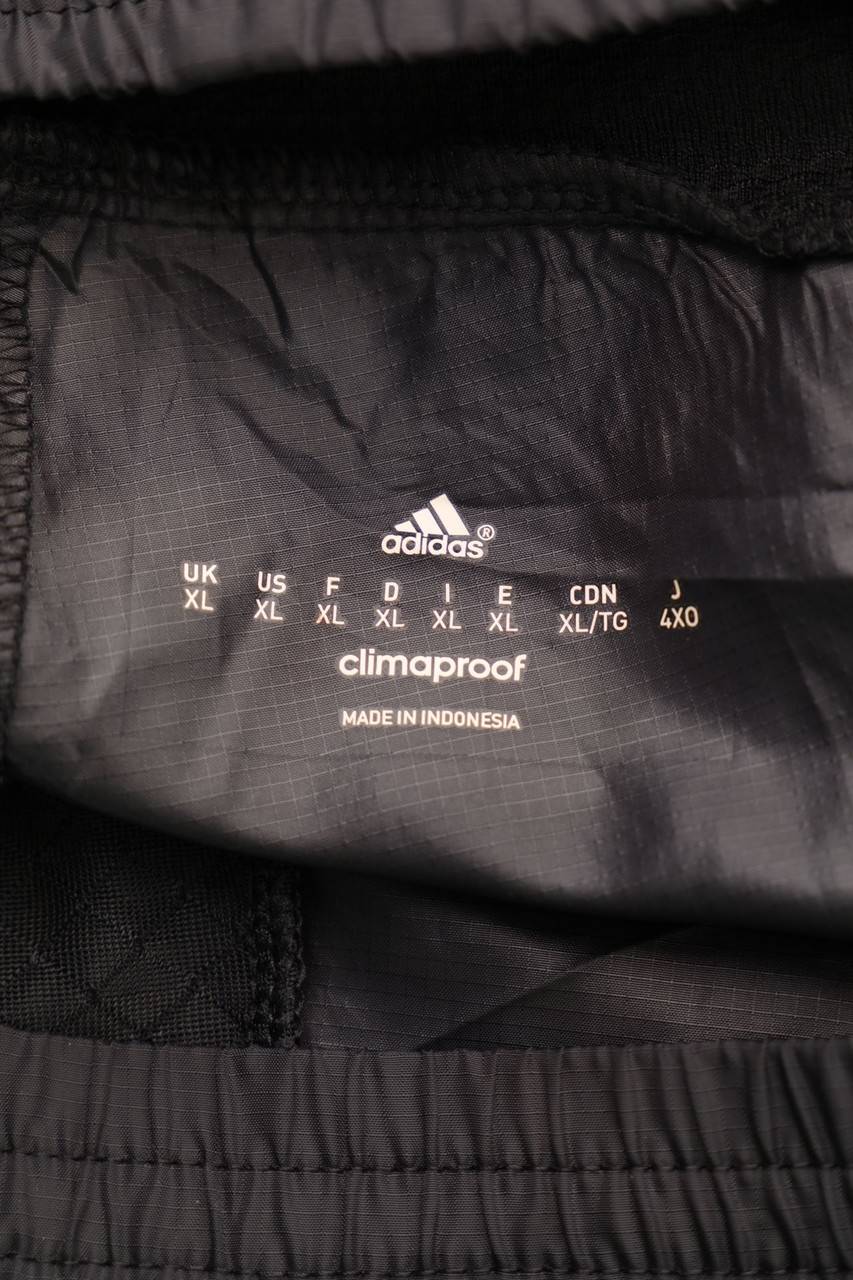 adidas®
UK US F D I E CDN J
XL XL XL XL XL XL XL/TG 4XO
climaproof
MADE IN INDONESIA